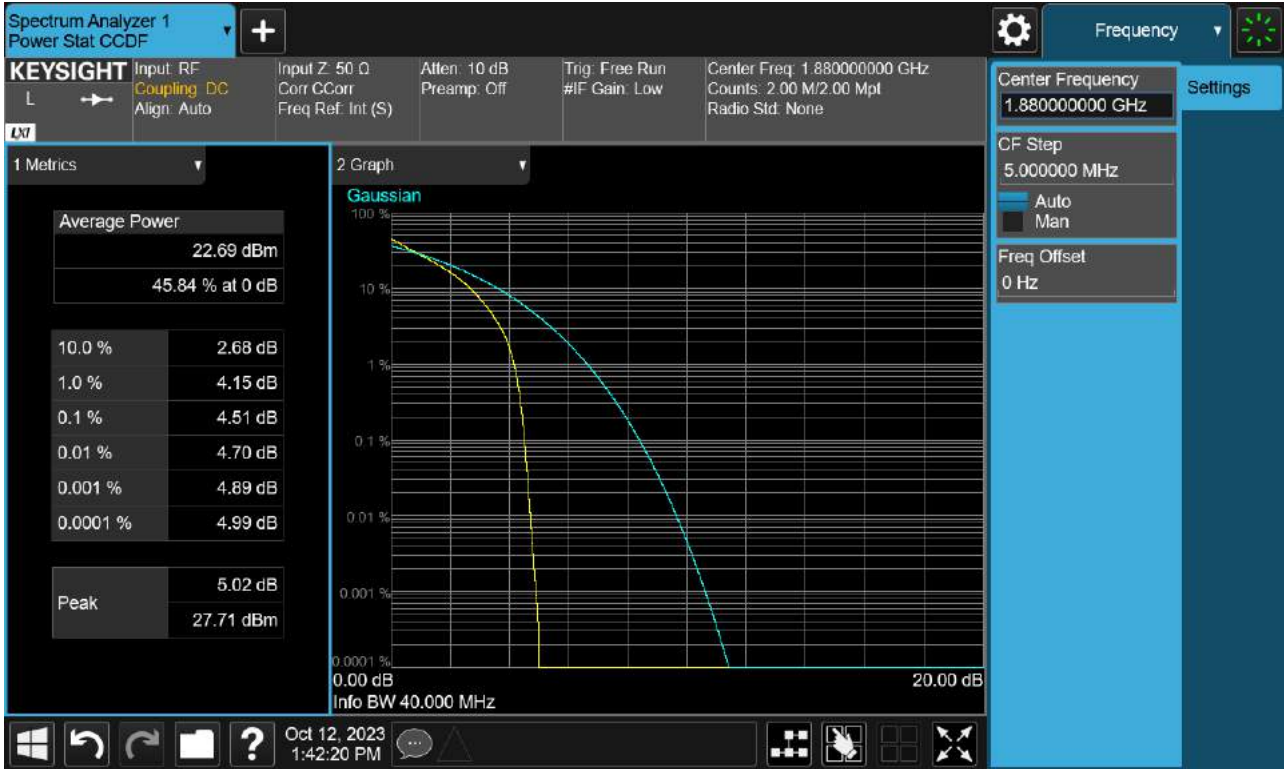 Spectrum Analyzer 1
Power Stat CCDF
Frequency
KEYSIGHT
L
LXI
Input: RF
Coupling: DC
Align: Auto
Input Z: 50 Ω
Corr CCorr
Freq Ref: Int (S)
Atten: 10 dB
Preamp: Off
Trig: Free Run
#IF Gain: Low
Center Freq: 1.880000000 GHz
Counts: 2.00 M/2.00 Mpt
Radio Std: None
Center Frequency
1.880000000 GHz
Settings
CF Step
5.000000 MHz
Auto
Man
Freq Offset
0 Hz
1 Metrics
Average Power
22.69 dBm
45.84 % at 0 dB
10.0 % 2.68 dB
1.0 % 4.15 dB
0.1 % 4.51 dB
0.01 % 4.70 dB
0.001 % 4.89 dB
0.0001 % 4.99 dB
Peak
5.02 dB
27.71 dBm
2 Graph
Gaussian
100 %
10 %
1 %
0.1 %
0.01 %
0.001 %
0.0001 %
0.00 dB 20.00 dB
Info BW 40.000 MHz
?
Oct 12, 2023
1:42:20 PM